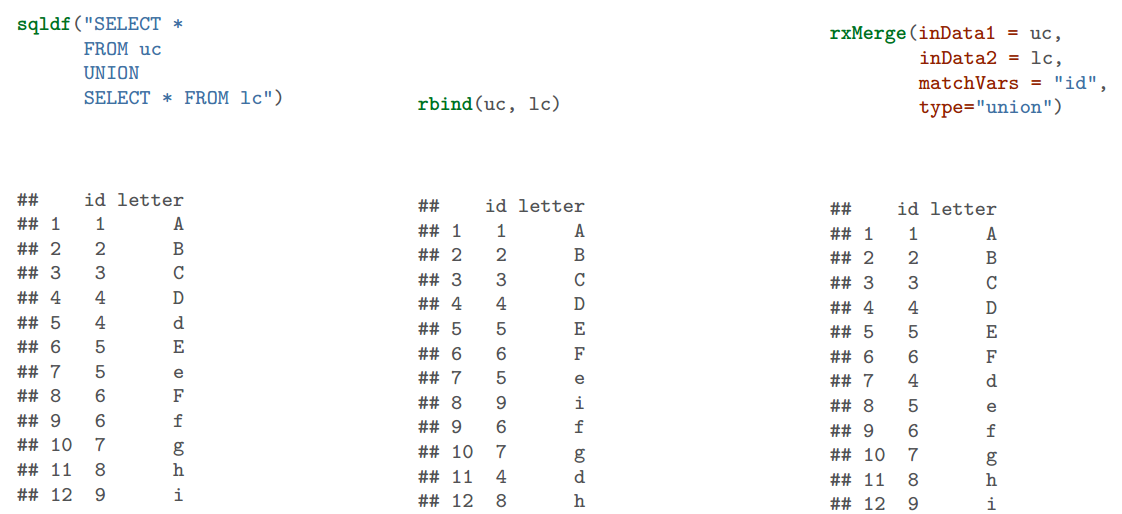 sqldf("SELECT *
FROM uc
UNION
SELECT * FROM lc")
##    id letter
## 1   1      A
## 2   2      B
## 3   3      C
## 4   4      D
## 5   4      d
## 6   5      E
## 7   5      e
## 8   6      F
## 9   6      f
## 10  7      g
## 11  8      h
## 12  9      i
rbind(uc, lc)
##    id letter
## 1   1      A
## 2   2      B
## 3   3      C
## 4   4      D
## 5   5      E
## 6   6      F
## 7   5      e
## 8   9      i
## 9   6      f
## 10  7      g
## 11  4      d
## 12  8      h
rxMerge(inData1 = uc,
inData2 = lc,
matchVars = "id",
type="union")
##    id letter
## 1   1      A
## 2   2      B
## 3   3      C
## 4   4      D
## 5   5      E
## 6   6      F
## 7   4      d
## 8   5      e
## 9   6      f
## 10  7      g
## 11  8      h
## 12  9      i